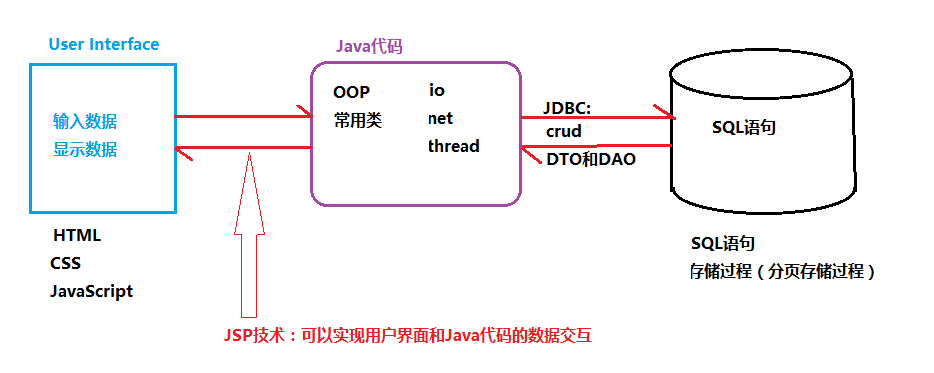 User Interface
Java代码
输入数据
显示数据
OOP
常用类
io
net
thread
JDBC:
crud
DTO和DAO
SQL语句
HTML
CSS
JavaScript
SQL语句
存储过程（分页存储过程）
JSP技术：可以实现用户界面和Java代码的数据交互